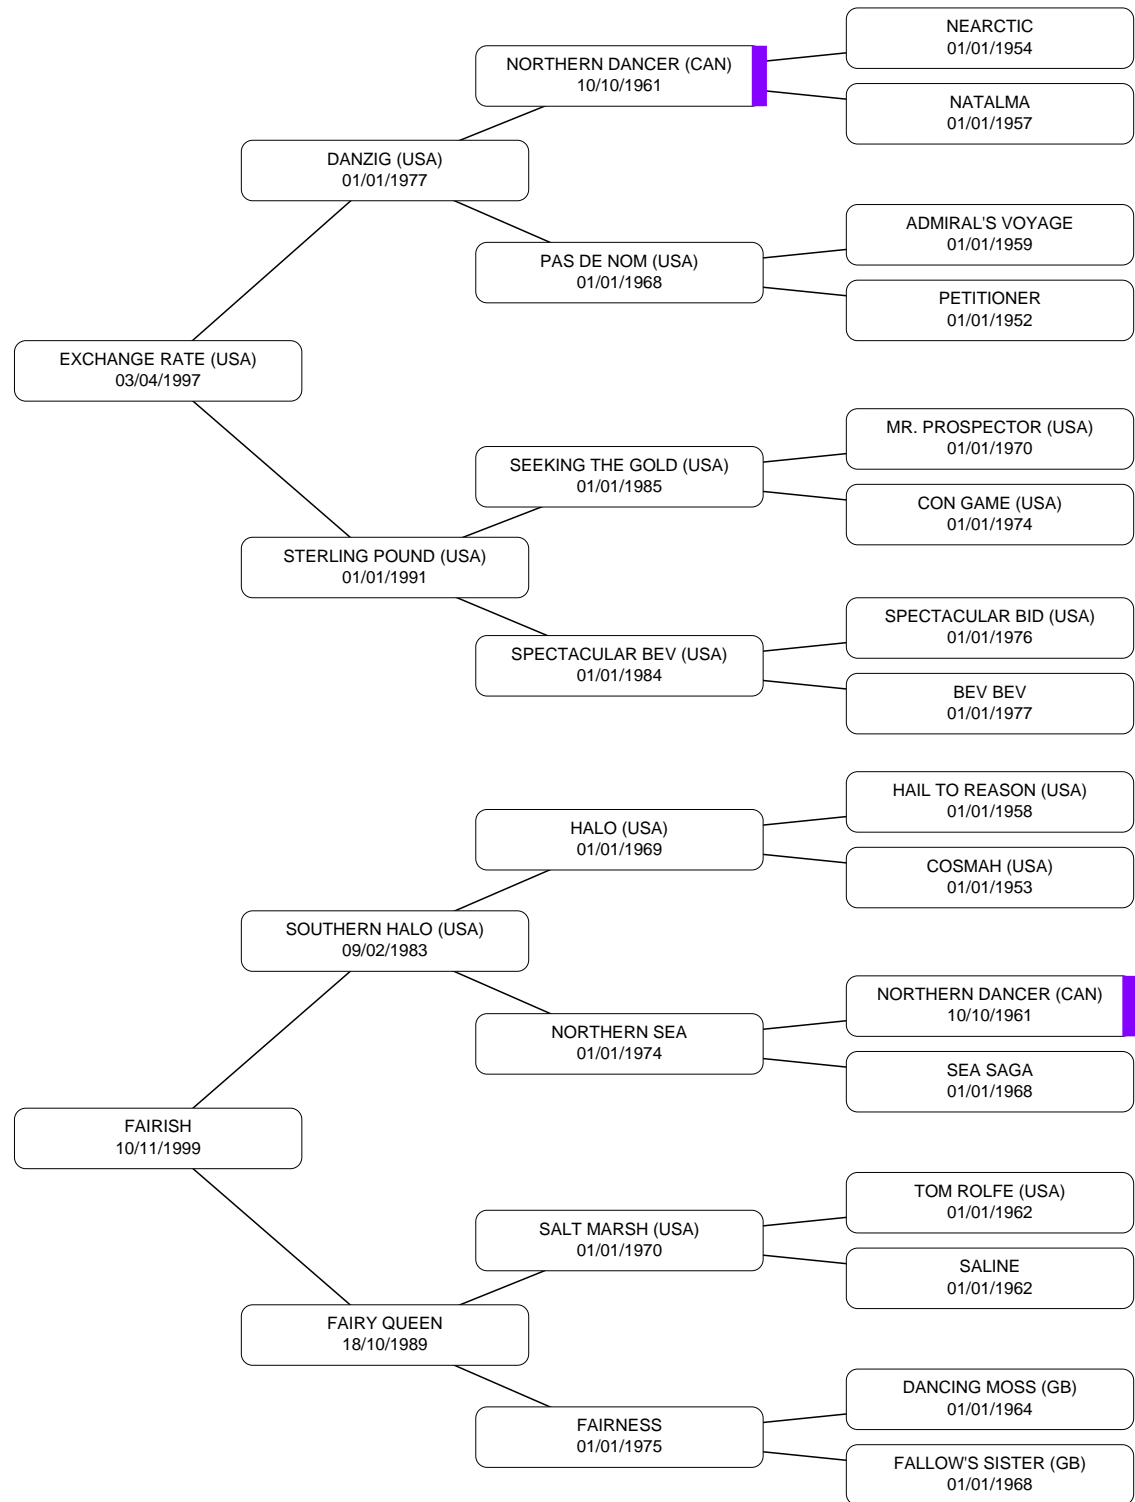 NEARCTIC
01/01/1954
NORTHERN DANCER (CAN)
10/10/1961
NATALMA
01/01/1957
DANZIG (USA)
01/01/1977
ADMIRAL'S VOYAGE
01/01/1959
PAS DE NOM (USA)
01/01/1968
PETITIONER
01/01/1952
EXCHANGE RATE (USA)
03/04/1997
MR. PROSPECTOR (USA)
01/01/1970
SEEKING THE GOLD (USA)
01/01/1985
CON GAME (USA)
01/01/1974
STERLING POUND (USA)
01/01/1991
SPECTACULAR BID (USA)
01/01/1976
SPECTACULAR BEV (USA)
01/01/1984
BEV BEV
01/01/1977
HAIL TO REASON (USA)
01/01/1958
HALO (USA)
01/01/1969
COSMAH (USA)
01/01/1953
SOUTHERN HALO (USA)
09/02/1983
NORTHERN DANCER (CAN)
10/10/1961
NORTHERN SEA
01/01/1974
SEA SAGA
01/01/1968
FAIRISH
10/11/1999
TOM ROLFE (USA)
01/01/1962
SALT MARSH (USA)
01/01/1970
SALINE
01/01/1962
FAIRY QUEEN
18/10/1989
DANCING MOSS (GB)
01/01/1964
FAIRNESS
01/01/1975
FALLOW'S SISTER (GB)
01/01/1968